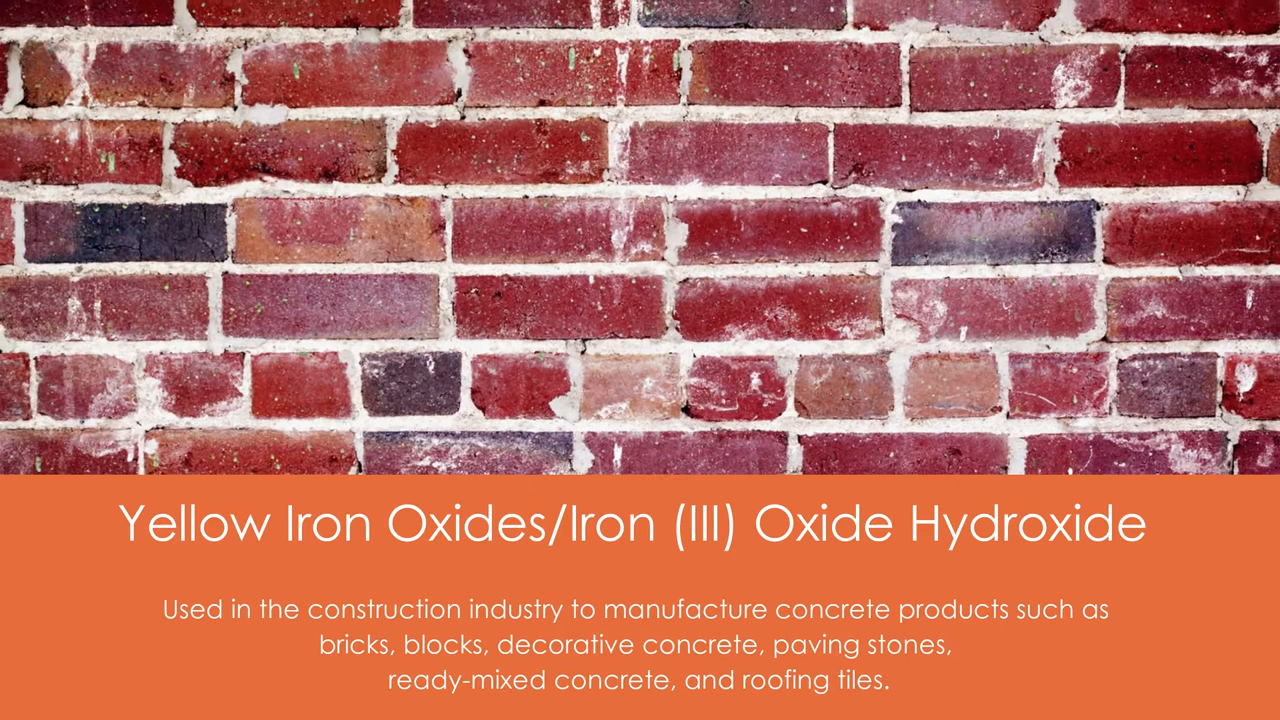 Yellow Iron Oxides/Iron (III) Oxide Hydroxide
Used in the construction industry to manufacture concrete products such as
bricks, blocks, decorative concrete, paving stones,
ready-mixed concrete, and roofing tiles.